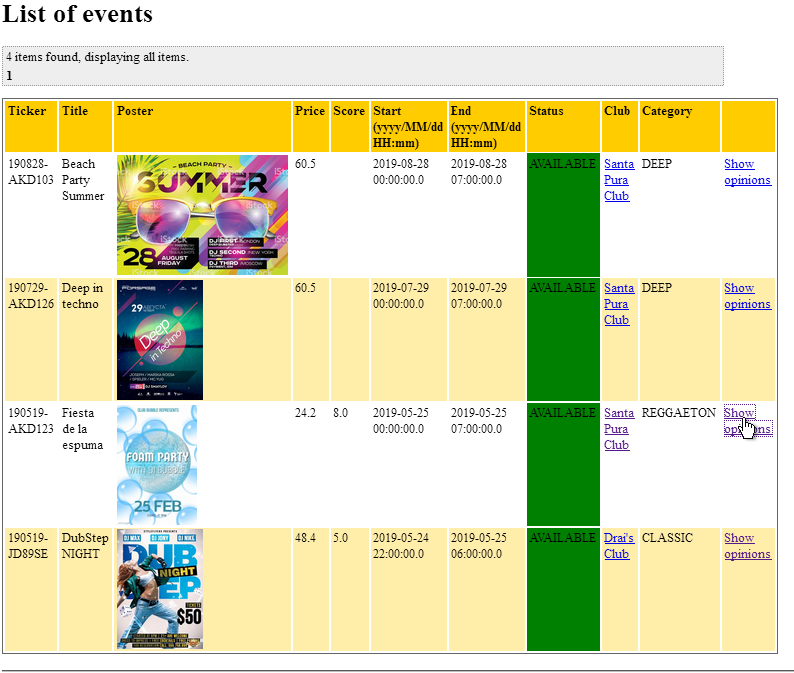 List of events
4 items found, displaying all items.
1
Ticker Title Poster Price Score Start (yyyy/MM/dd HH:mm) End (yyyy/MM/dd HH:mm) Status Club Category
190828-AKD103 Beach Party Summer
BEACH PARTY
SUMMER
iStock
28 AUGUST FRIDAY
DJ FIRST LONDON
DJ SECOND NEW YORK
DJ THIRD MOSCOW
60.5 2019-08-28 00:00:00.0 2019-08-28 07:00:00.0 AVAILABLE Santa Pura Club DEEP Show opinions
190729-AKD126 Deep in techno
FORSAGE
29 АВГУСТА
Deep in Techno
60.5 2019-07-29 00:00:00.0 2019-07-29 07:00:00.0 AVAILABLE Santa Pura Club DEEP Show opinions
190519-AKD123 Fiesta de la espuma
CLUB BUBBLE REPRESENTS
FOAM PARTY
WITH DJ BUBBLE
25 FEB
24.2 8.0 2019-05-25 00:00:00.0 2019-05-25 07:00:00.0 AVAILABLE Santa Pura Club REGGAETON Show opinions
190519-JD89SE DubStep NIGHT
DJ MAX DJ JONY DJ NIKE
DUB
NIGHT
STEP
$50
48.4 5.0 2019-05-24 22:00:00.0 2019-05-25 06:00:00.0 AVAILABLE Drai's Club CLASSIC Show opinions